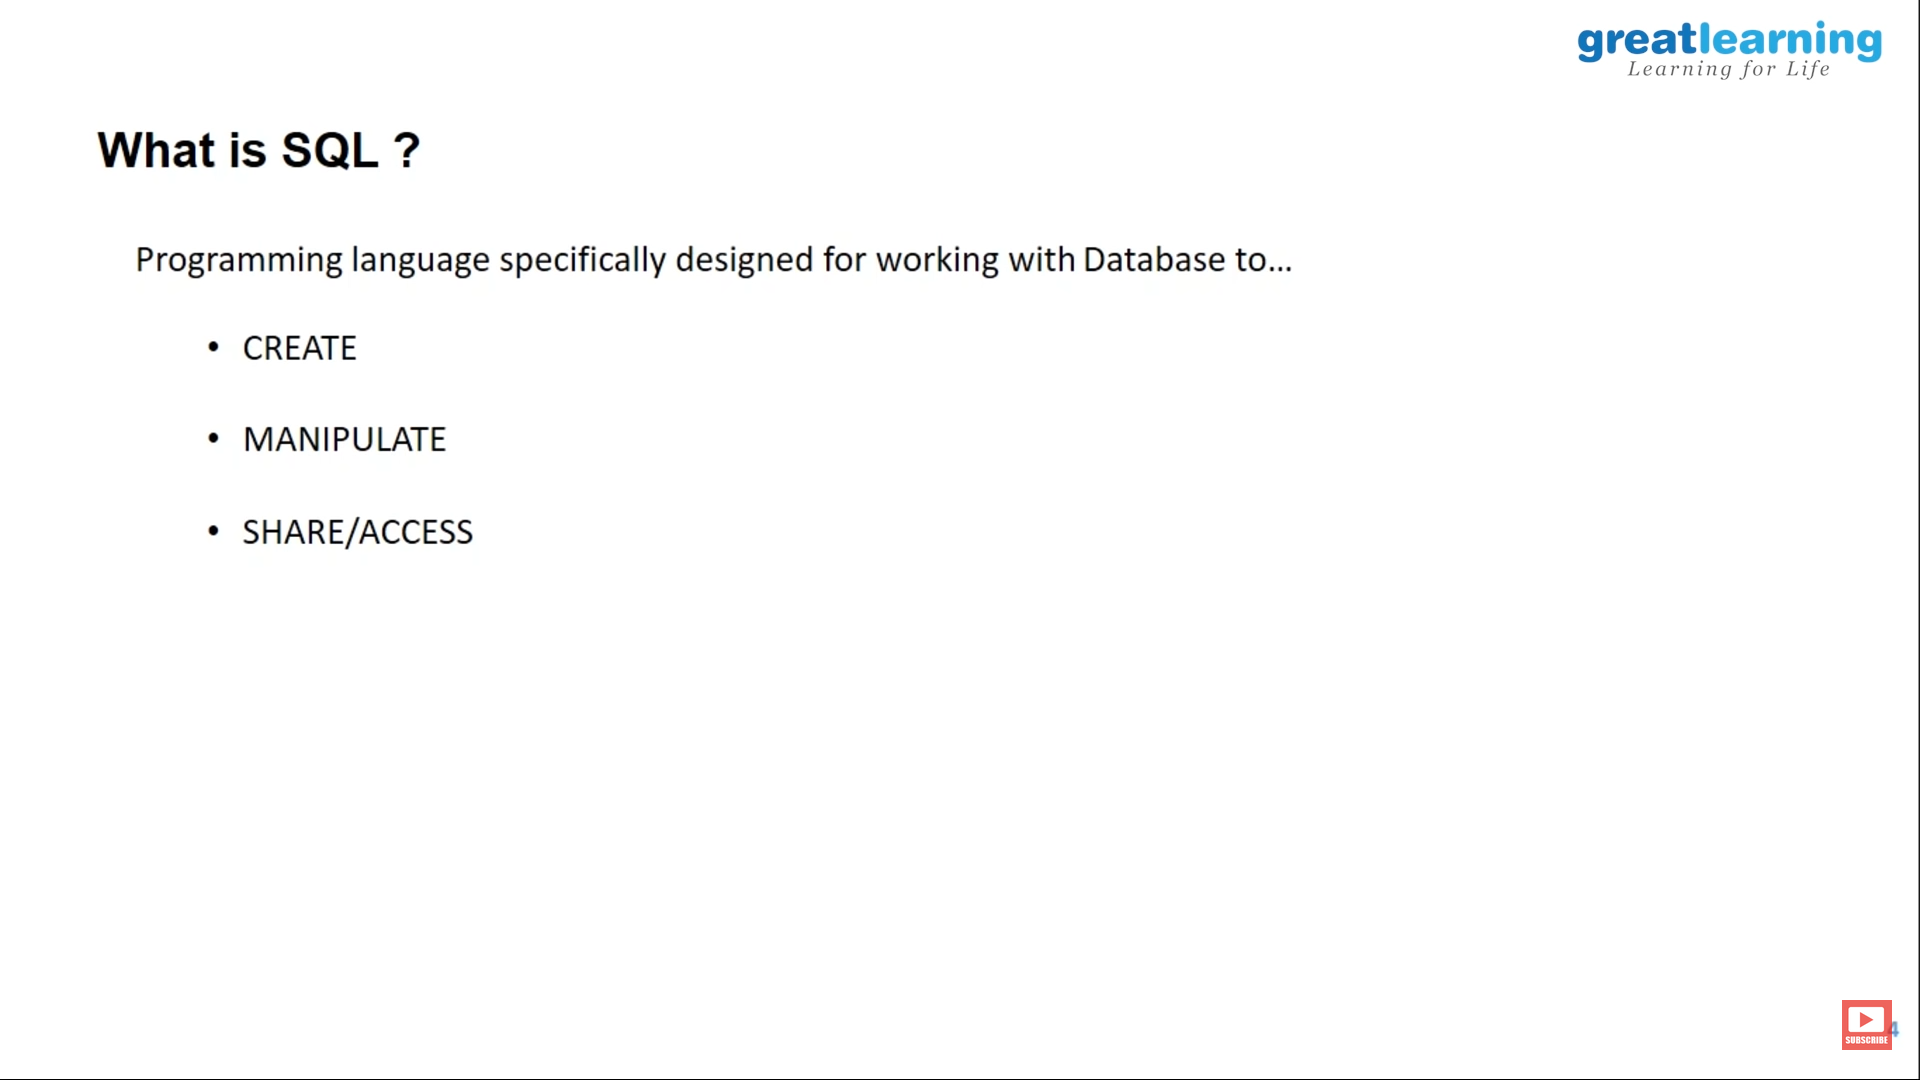 greatlearning
Learning for Life
What is SQL ?
Programming language specifically designed for working with Database to...
• CREATE
• MANIPULATE
• SHARE/ACCESS
SUBSCRIBE
4